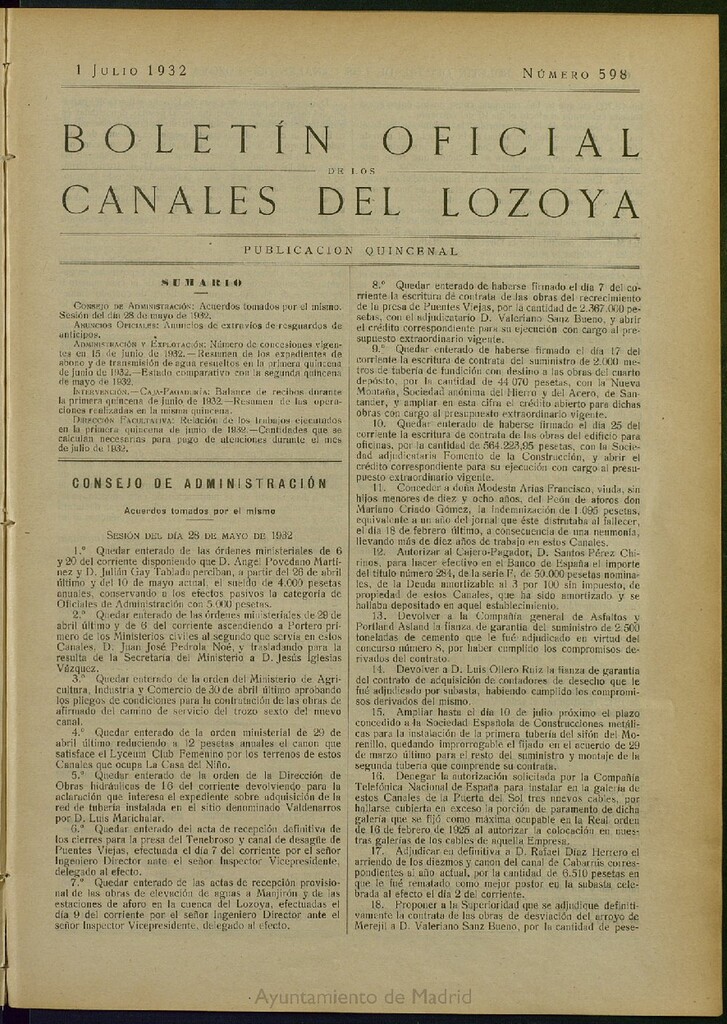 1 JULIO 1932
NÚMERO 598
BOLETÍN OFICIAL
DE LOS
CANALES DEL LOZOYA
PUBLICACION QUINCENAL
SUMARIO
CONSEJO DE ADMINISTRACIÓN: Acuerdos tomados por el mismo.
Sesión del día 28 de mayo de 1932.
ANUNCIOS OFICIALES: Anuncios de extravíos de resguardos de
anticipos.
ADMINISTRACIÓN Y EXPLOTACIÓN: Número de concesiones vigen-
tes en 15 de junio de 1932.—Resumen de los expedientes de
abono y de transmisión de agua resueltos en la primera quincena
de junio de 1932.—Estado comparativo con la segunda quincena
de mayo de 1932.
INTERVENCIÓN.—CAJA-PAGADURÍA: Balance de recibos durante
la primera quincena de junio de 1932.—Resumen de las opera-
ciones realizadas en la misma quincena.
DIRECCIÓN FACULTATIVA: Relación de los trabajos ejecutados
en la primera quincena de junio de 1932.—Cantidades que se
calculan necesarias para pago de atenciones durante el mes
de julio de 1932.
CONSEJO DE ADMINISTRACIÓN
Acuerdos tomados por el mismo
SESIÓN DEL DÍA 28 DE MAYO DE 1932
1.º Quedar enterado de las órdenes ministeriales de 6
y 20 del corriente disponiendo que D. Angel Povedano Martí-
nez y D. Julián Gay Tablada perciban, a partir del 26 de abril
último y del 10 de mayo actual, el sueldo de 4.000 pesetas
anuales, conservando a los efectos pasivos la categoría de
Oficiales de Administración con 5.000 pesetas.
2.º Quedar enterado de las órdenes ministeriales de 29 de
abril último y de 6 del corriente ascendiendo a Portero pri-
mero de los Ministerios civiles al segundo que servía en estos
Canales, D. Juan José Pedrola Noé, y trasladando para la
resulta de la Secretaría del Ministerio a D. Jesús Iglesias
Vázquez.
3.º Quedar enterado de la orden del Ministerio de Agri-
cultura, Industria y Comercio de 30 de abril último aprobando
los pliegos de condiciones para la contratación de las obras de
afirmado del camino de servicio del trozo sexto del nuevo
canal.
4.º Quedar enterado de la orden ministerial de 29 de
abril último reduciendo a 12 pesetas anuales el canon que
satisface el Lyceum Club Femenino por los terrenos de estos
Canales que ocupa La Casa del Niño.
5.º Quedar enterado de la orden de la Dirección de
Obras hidráulicas de 16 del corriente devolviendo para la
aclaración que interesa el expediente sobre adquisición de la
red de tubería instalada en el sitio denominado Valdenarros
por D. Luis Marichalar.
6.º Quedar enterado del acta de recepción definitiva de
los cierres para la presa del Tenebroso y canal de desagüe de
Puentes Viejas, efectuada el día 7 del corriente por el señor
Ingeniero Director ante el señor Inspector Vicepresidente,
delegado al efecto.
7.º Quedar enterado de las actas de recepción provisio-
nal de las obras de elevación de aguas a Manjirón y de las
estaciones de aforo en la cuenca del Lozoya, efectuadas el
día 9 del corriente por el señor Ingeniero Director ante el
señor Inspector Vicepresidente, delegado al efecto.
8.º Quedar enterado de haberse firmado el día 7 del co-
rriente la escritura de contrata de las obras del recrecimiento
de la presa de Puentes Viejas, por la cantidad de 2.367.000 pe-
setas, con el adjudicatario D. Valeriano Sanz Bueno, y abrir
el crédito correspondiente para su ejecución con cargo al pre-
supuesto extraordinario vigente.
9.º Quedar enterado de haberse firmado el día 17 del
corriente la escritura de contrata del suministro de 2.000 me-
tros de tubería de fundición con destino a las obras del cuarto
depósito, por la cantidad de 44.070 pesetas, con la Nueva
Montaña, Sociedad anónima del Hierro y del Acero, de San-
tander, y ampliar en esta cifra el crédito abierto para dichas
obras con cargo al presupuesto extraordinario vigente.
10. Quedar enterado de haberse firmado el día 25 del
corriente la escritura de contrata de las obras del edificio para
oficinas, por la cantidad de 564.223,95 pesetas, con la Socie-
dad adjudicataria Fomento de la Construcción, y abrir el
crédito correspondiente para su ejecución con cargo al presu-
puesto extraordinario vigente.
11. Conceder a doña Modesta Arias Francisco, viuda, sin
hijos menores de diez y ocho años, del Peón de aforos don
Mariano Criado Gómez, la indemnización de 1.095 pesetas,
equivalente a un año del jornal que éste disfrutaba al fallecer,
el día 18 de febrero último, a consecuencia de una neumonía,
llevando más de diez años de trabajo en estos Canales.
12. Autorizar al Cajero-Pagador, D. Santos Pérez Chi-
rinos, para hacer efectivo en el Banco de España el importe
del título número 284, de la serie F, de 50.000 pesetas nomina-
les, de la Deuda amortizable al 3 por 100 sin impuesto, de
propiedad de estos Canales, que ha sido amortizado y se
hallaba depositado en aquel establecimiento.
13. Devolver a la Compañía general de Asfaltos y
Portland Asland la fianza de garantía del suministro de 2.500
toneladas de cemento que le fué adjudicado en virtud del
concurso número 8, por haber cumplido los compromisos de-
rivados del contrato.
14. Devolver a D. Luis Ollero Ruiz la fianza de garantía
del contrato de adquisición de contadores de desecho que le
fué adjudicado por subasta, habiendo cumplido los compromi-
sos derivados del mismo.
15. Ampliar hasta el día 10 de julio próximo el plazo
concedido a la Sociedad Española de Construcciones metáli-
cas para la instalación de la primera tubería del sifón del Mo-
renillo, quedando improrrogable el fijado en el acuerdo de 29
de marzo último para el resto del suministro y montaje de la
segunda tubería que comprende su contrata.
16. Denegar la autorización solicitada por la Compañía
Telefónica Nacional de España para instalar en la galería de
estos Canales de la Puerta del Sol tres nuevos cables, por
hallarse cubierta en exceso la porción de paramento de dicha
galería que se fijó como máxima ocupable en la Real orden
de 16 de febrero de 1925 al autorizar la colocación en nues-
tras galerías de los cables de aquella Empresa.
17. Adjudicar en definitiva a D. Rafael Díaz Herrero el
arriendo de los diezmos y canon del canal de Cabarrús corres-
pondientes al año actual, por la cantidad de 6.510 pesetas en
que le fué rematado como mejor postor en la subasta cele-
brada al efecto el día 2 del corriente.
18. Proponer a la Superioridad que se adjudique definiti-
vamente la contrata de las obras de desviación del arroyo de
Merejil a D. Valeriano Sanz Bueno, por la cantidad de pese-
Ayuntamiento de Madrid